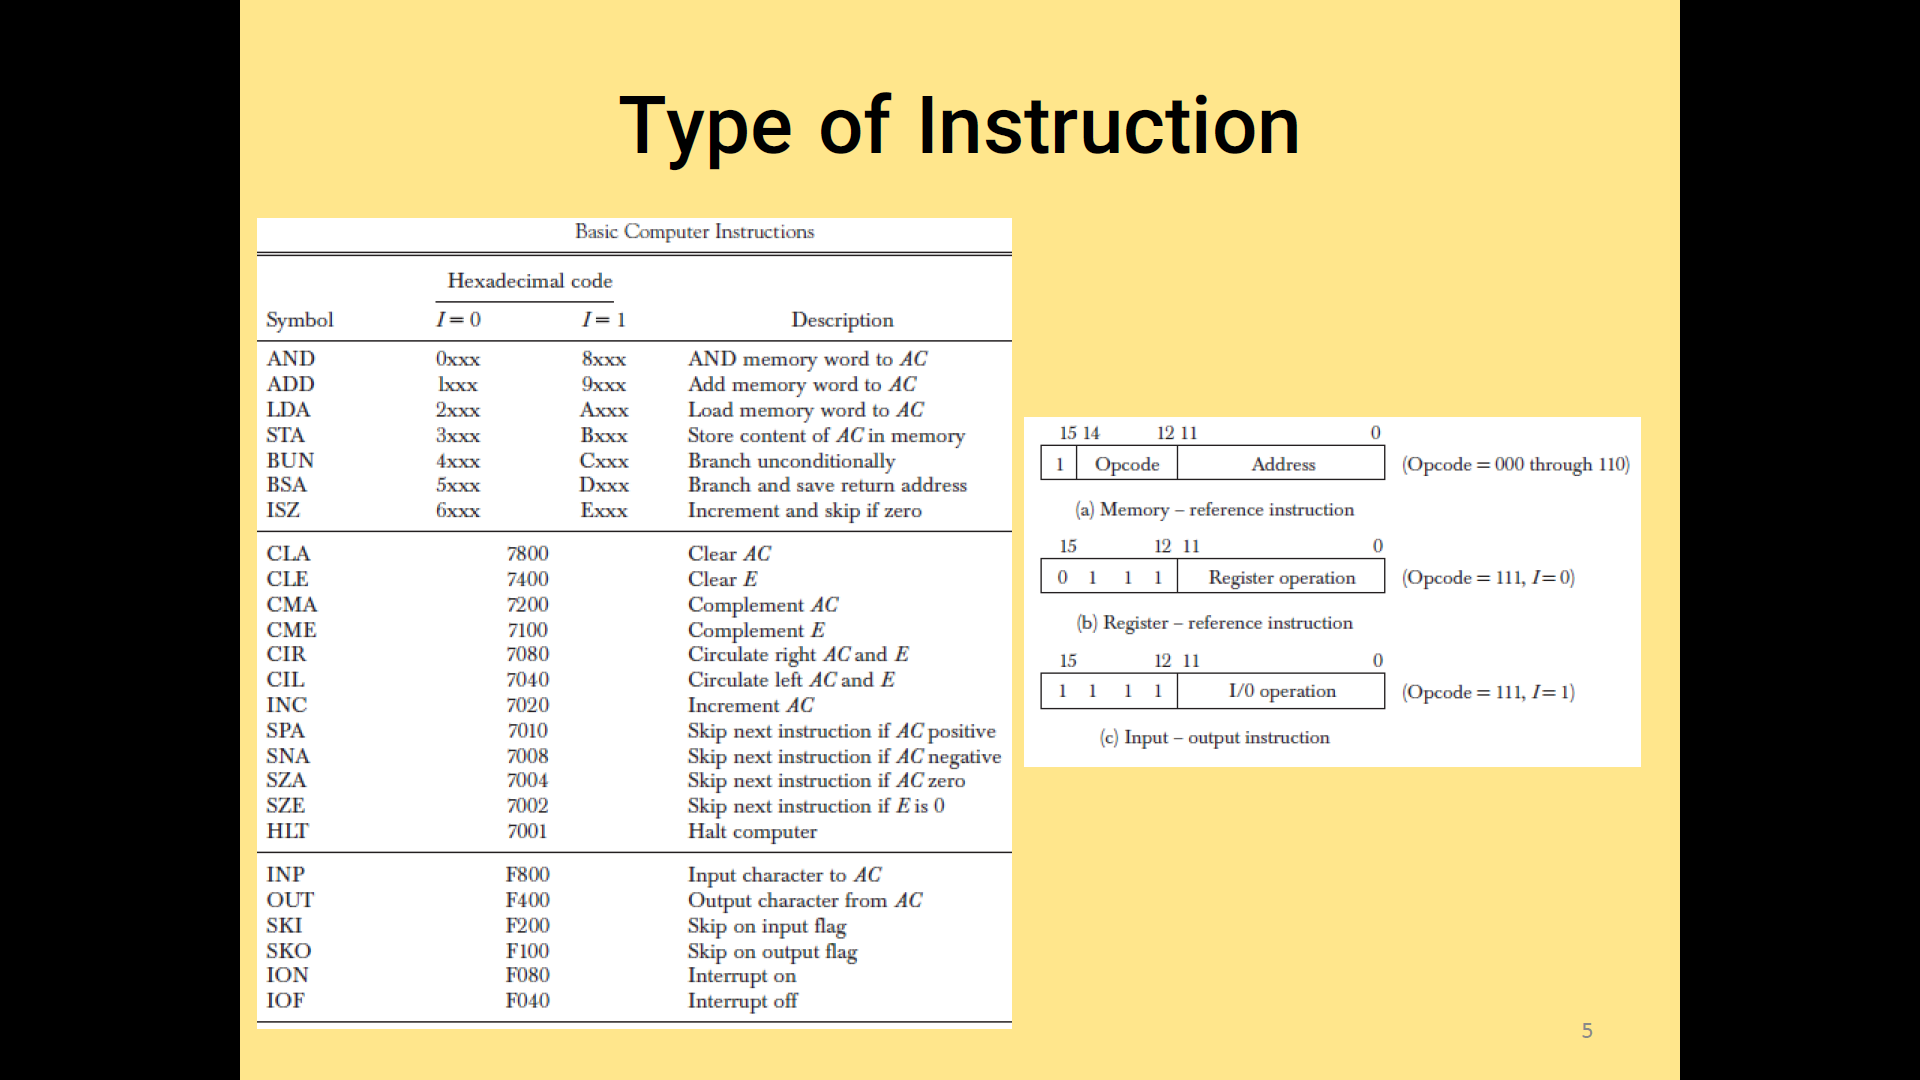 Type of Instruction
Basic Computer Instructions
Hexadecimal code
Symbol I = 0 I = 1 Description
AND 0xxx 8xxx AND memory word to AC
ADD lxxx 9xxx Add memory word to AC
LDA 2xxx Axxx Load memory word to AC
STA 3xxx Bxxx Store content of AC in memory
BUN 4xxx Cxxx Branch unconditionally
BSA 5xxx Dxxx Branch and save return address
ISZ 6xxx Exxx Increment and skip if zero
CLA 7800 Clear AC
CLE 7400 Clear E
CMA 7200 Complement AC
CME 7100 Complement E
CIR 7080 Circulate right AC and E
CIL 7040 Circulate left AC and E
INC 7020 Increment AC
SPA 7010 Skip next instruction if AC positive
SNA 7008 Skip next instruction if AC negative
SZA 7004 Skip next instruction if AC zero
SZE 7002 Skip next instruction if E is 0
HLT 7001 Halt computer
INP F800 Input character to AC
OUT F400 Output character from AC
SKI F200 Skip on input flag
SKO F100 Skip on output flag
ION F080 Interrupt on
IOF F040 Interrupt off
15 14 12 11 0
1 Opcode Address (Opcode = 000 through 110)
(a) Memory – reference instruction
15 12 11 0
0 1 1 1 Register operation (Opcode = 111, I = 0)
(b) Register – reference instruction
15 12 11 0
1 1 1 1 I/0 operation (Opcode = 111, I = 1)
(c) Input – output instruction
5